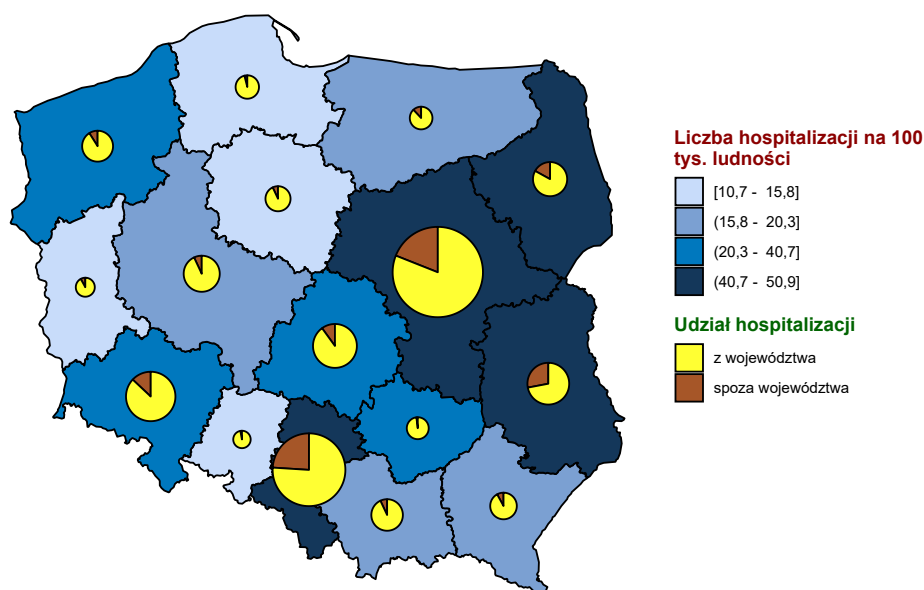 Liczba hospitalizacji na 100
tys. ludności
[10,7 - 15,8]
(15,8 - 20,3]
(20,3 - 40,7]
(40,7 - 50,9]
Udział hospitalizacji
z województwa
spoza województwa